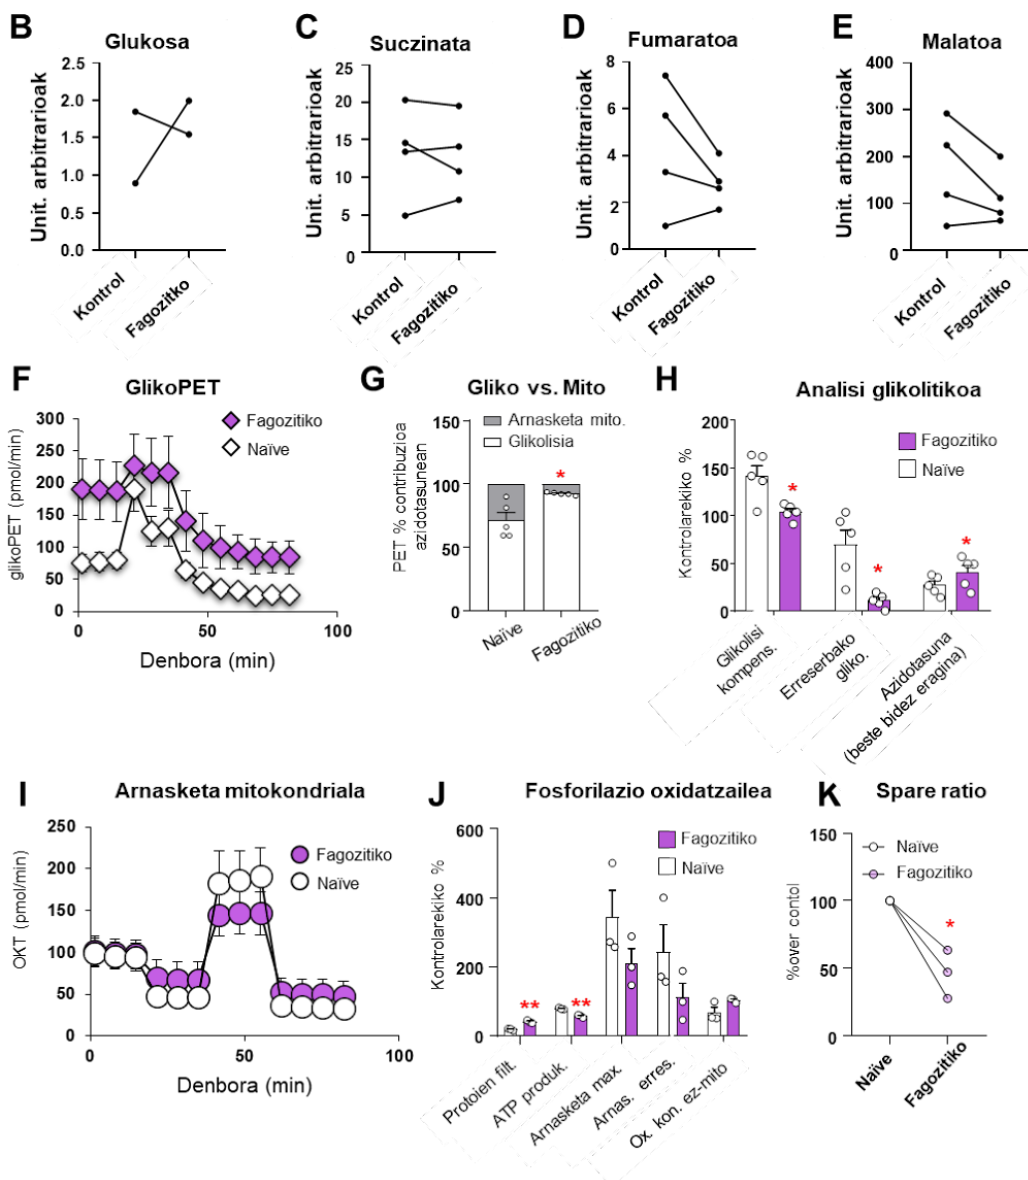 B
Glukosa
Unit. arbitrarioak
2.5
2.0
1.5
1.0
0.5
0.0
Kontrol
Fagozitiko
C
Suczinata
Unit. arbitrarioak
25
20
15
10
5
0
Kontrol
Fagozitiko
D
Fumaratoa
Unit. arbitrarioak
8
6
4
2
0
Kontrol
Fagozitiko
E
Malatoa
Unit. arbitrarioak
400
300
200
100
0
Kontrol
Fagozitiko
F
GlikoPET
glikoPET (pmol/min)
300
250
200
150
100
50
0
0
50
100
Denbora (min)
Fagozitiko
Naïve
G
Gliko vs. Mito
PET % contribuzioa
azidotasunean
150
100
50
0
Arnasketa mito.
Glikolisia
*
Naïve
Fagozitiko
H
Analisi glikolitikoa
Kontrolarekiko %
200
150
100
50
0
Fagozitiko
Naïve
*
*
*
Glikolisi
kompens.
Erreserbako
gliko.
Azidotasuna
(beste bidez eragina)
I
Arnasketa mitokondriala
OKT (pmol/min)
250
200
150
100
50
0
0
50
100
Denbora (min)
Fagozitiko
Naïve
J
Fosforilazio oxidatzailea
Kontrolarekiko %
600
400
200
0
Fagozitiko
Naïve
**
**
Protoien filt.
ATP produk.
Arnasketa max.
Arnas. erres.
Ox. kon. ez-mito
K
Spare ratio
%over contol
150
100
50
0
Naïve
Fagozitiko
*
Naïve
Fagozitiko